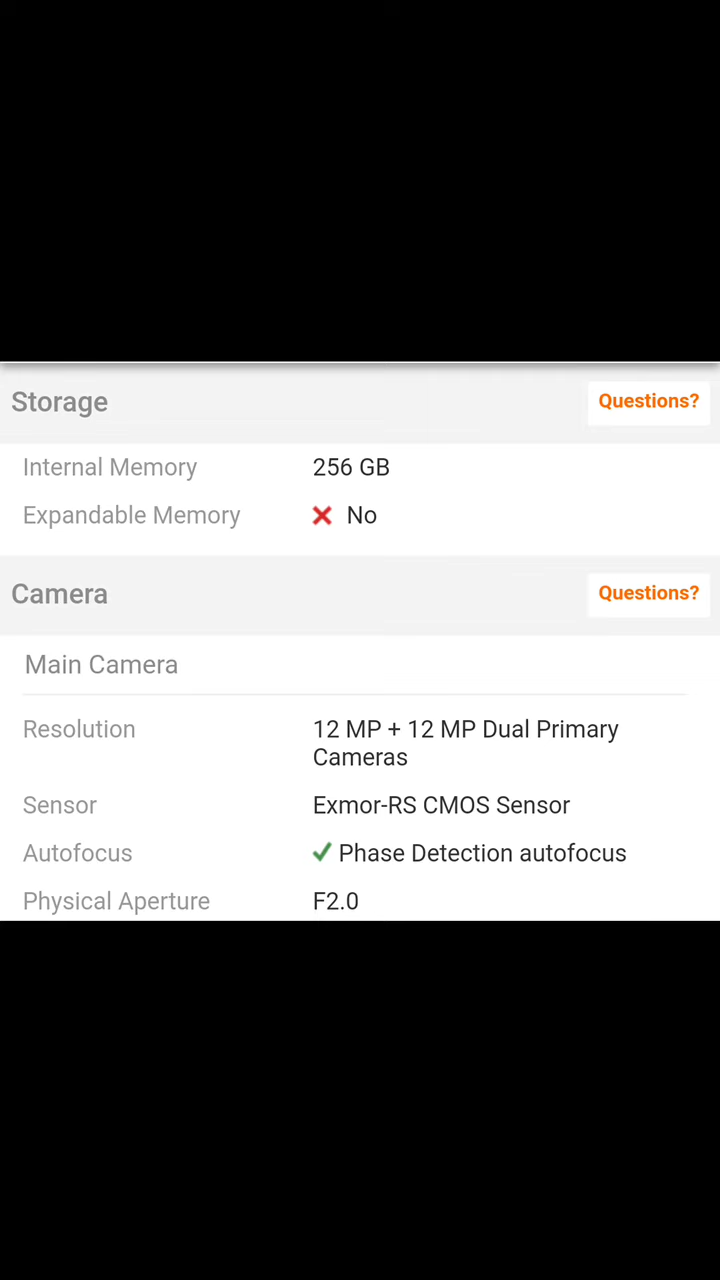 Storage
Questions?
Internal Memory
256 GB
Expandable Memory
No
Camera
Questions?
Main Camera
Resolution
12 MP + 12 MP Dual Primary
Cameras
Sensor
Exmor-RS CMOS Sensor
Autofocus
Phase Detection autofocus
Physical Aperture
F2.0